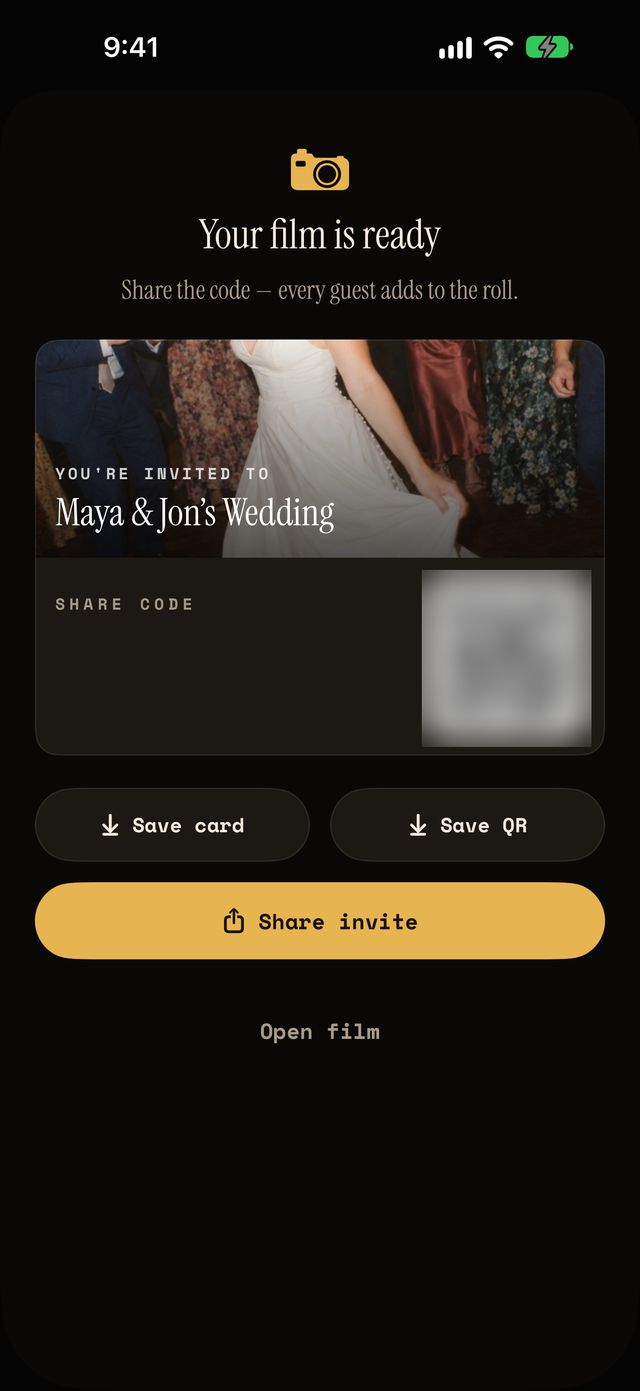 9:41
Your film is ready
Share the code — every guest adds to the roll.
YOU'RE INVITED TO
Maya & Jon’s Wedding
SHARE CODE
Save card
Save QR
Share invite
Open film